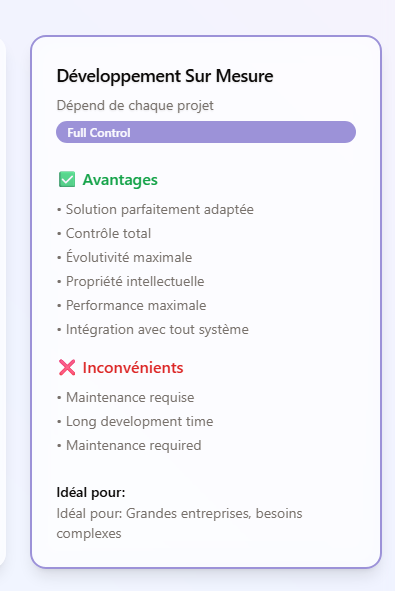 Développement Sur Mesure
Dépend de chaque projet
Full Control
✅ Avantages
• Solution parfaitement adaptée
• Contrôle total
• Évolutivité maximale
• Propriété intellectuelle
• Performance maximale
• Intégration avec tout système
❌ Inconvénients
• Maintenance requise
• Long development time
• Maintenance required
Idéal pour:
Idéal pour: Grandes entreprises, besoins
complexes